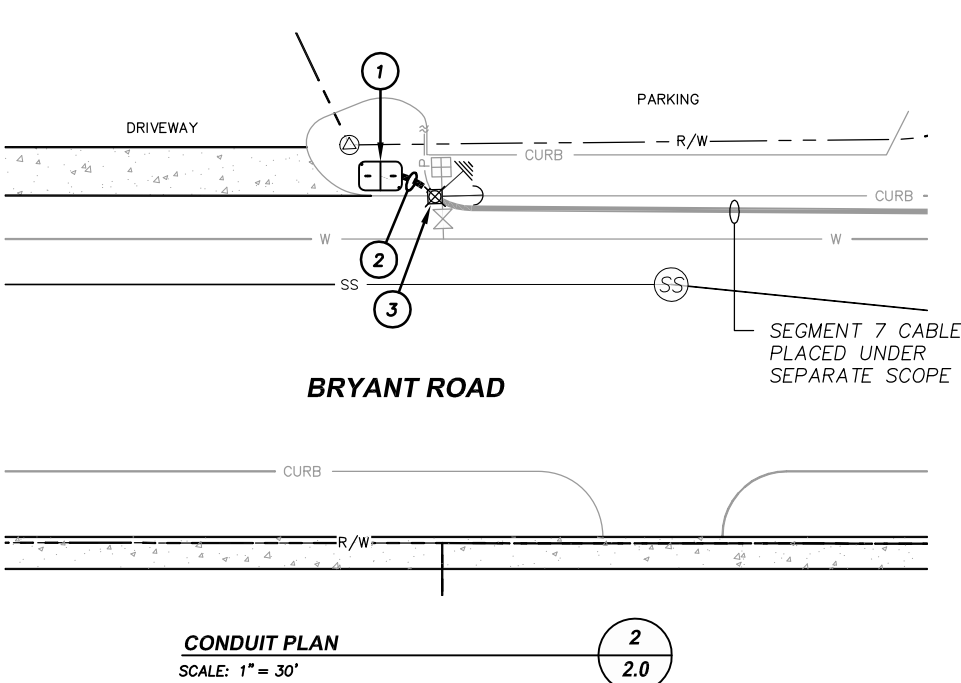 1
PARKING
DRIVEWAY
R/W
CURB
P
CURB
W
W
2
SS
SS
3
SEGMENT 7 CABLE
PLACED UNDER
SEPARATE SCOPE
BRYANT ROAD
CURB
R/W
CONDUIT PLAN
SCALE: 1" = 30'
2
2.0